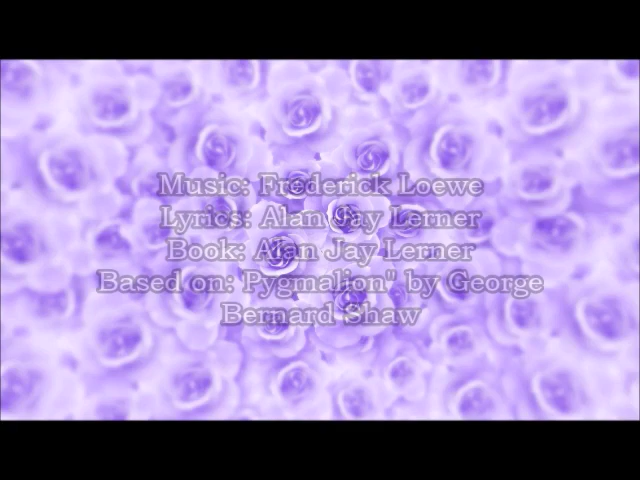 Music: Frederick Loewe
Lyrics: Alan Jay Lerner
Book: Alan Jay Lerner
Based on: Pygmalion" by George
Bernard Shaw